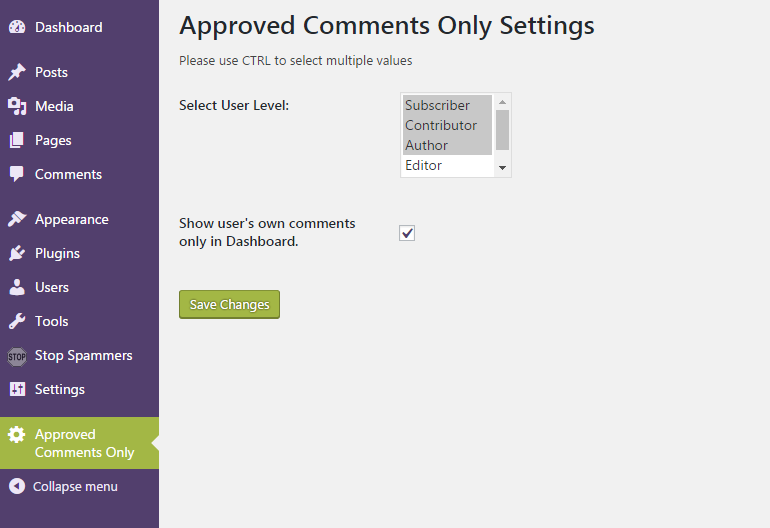 Dashboard
Posts
Media
Pages
Comments
Appearance
Plugins
Users
Tools
STOP
Stop Spammers
Settings
Approved
Comments Only
Collapse menu
Approved Comments Only Settings
Please use CTRL to select multiple values
Select User Level:
Subscriber
Contributor
Author
Editor
Show user's own comments
only in Dashboard.
Save Changes